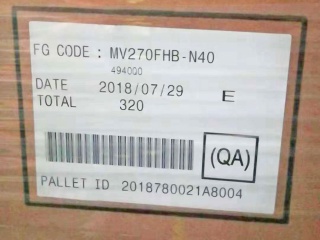 FG CODE : MV270FHB-N40
494000
DATE 2018/07/29 E
TOTAL 320
(QA)
PALLET ID 2018780021A8004